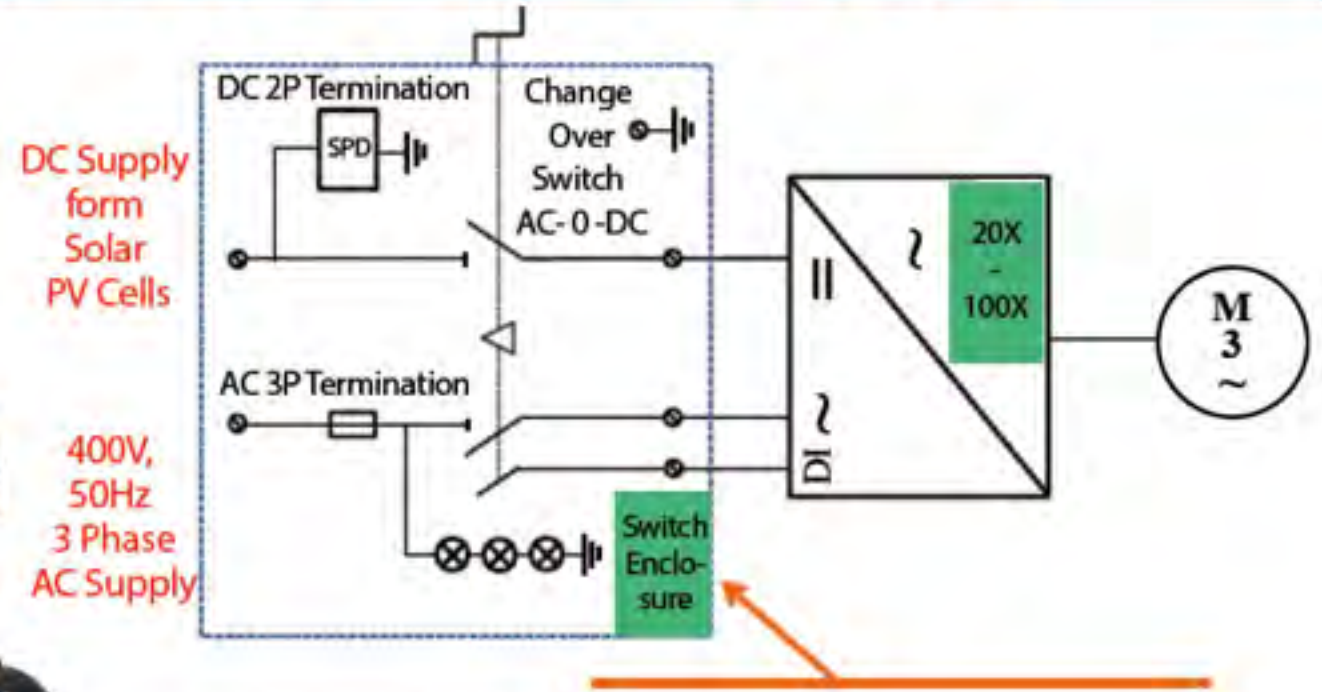 DC 2P Termination
SPD
Change
Over
Switch
AC- 0 -DC
DC Supply
form
Solar
PV Cells
20X
-
100X
M
3
~
=
~
~
DI
AC 3P Termination
400V,
50Hz
3 Phase
AC Supply
Switch
Enclo-
sure